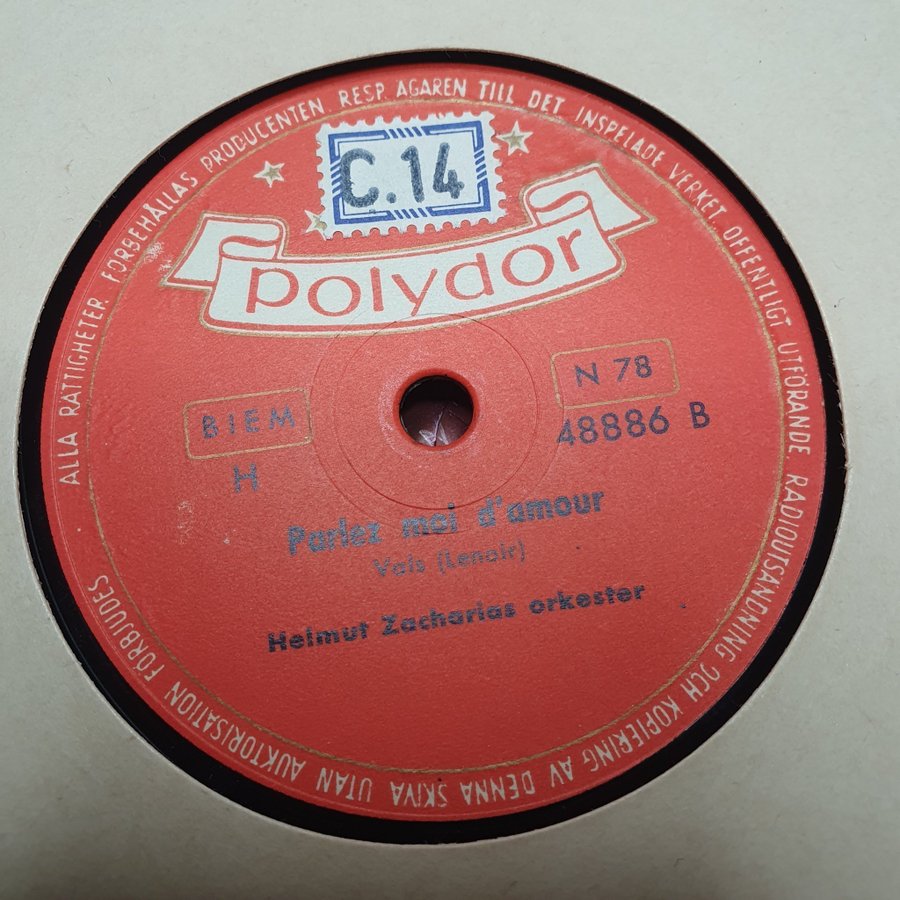 ALLA RÄTTIGHETER FÖRBEHÅLLAS PRODUCENTEN RESP. ÄGAREN TILL DET INSPELADE VERKET. OFFENTLIGT UTFÖRANDE, RADIOUTSÄNDNING OCH KOPIERING AV DENNA SKIVA UTAN AUKTORISATION FÖRBJUDES
C.14
Polydor
BIEM
N 78
H
48886 B
Parlez moi d'amour
Vals (Lenoir)
Helmut Zacharias orkester